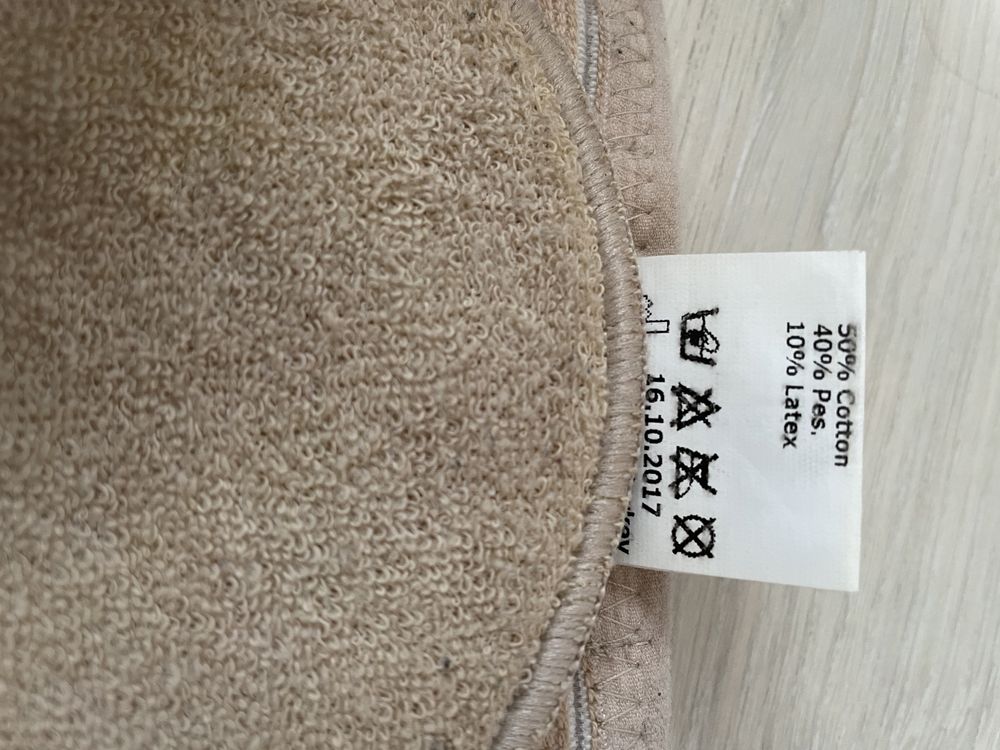 50% Cotton
40% Pes.
10% Latex
16.10.2017